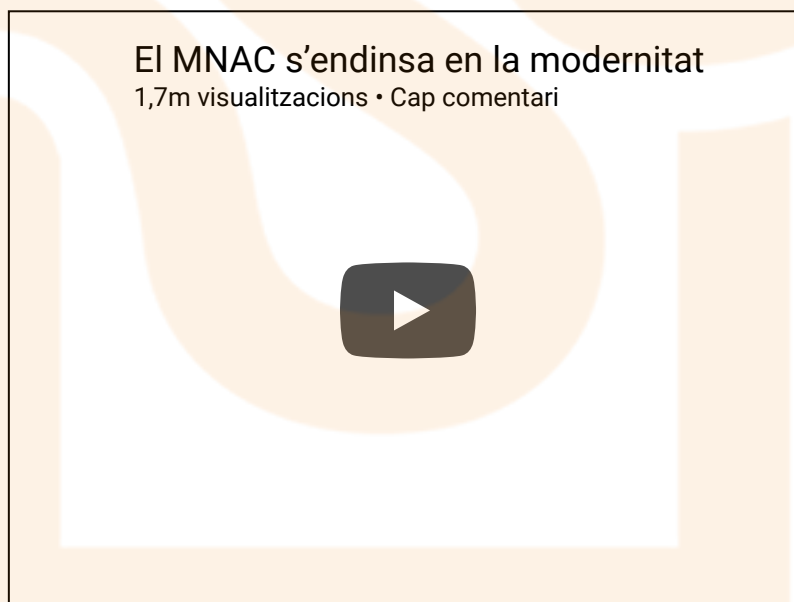 El MNAC s’endinsa en la modernitat
1,7m visualitzacions • Cap comentari